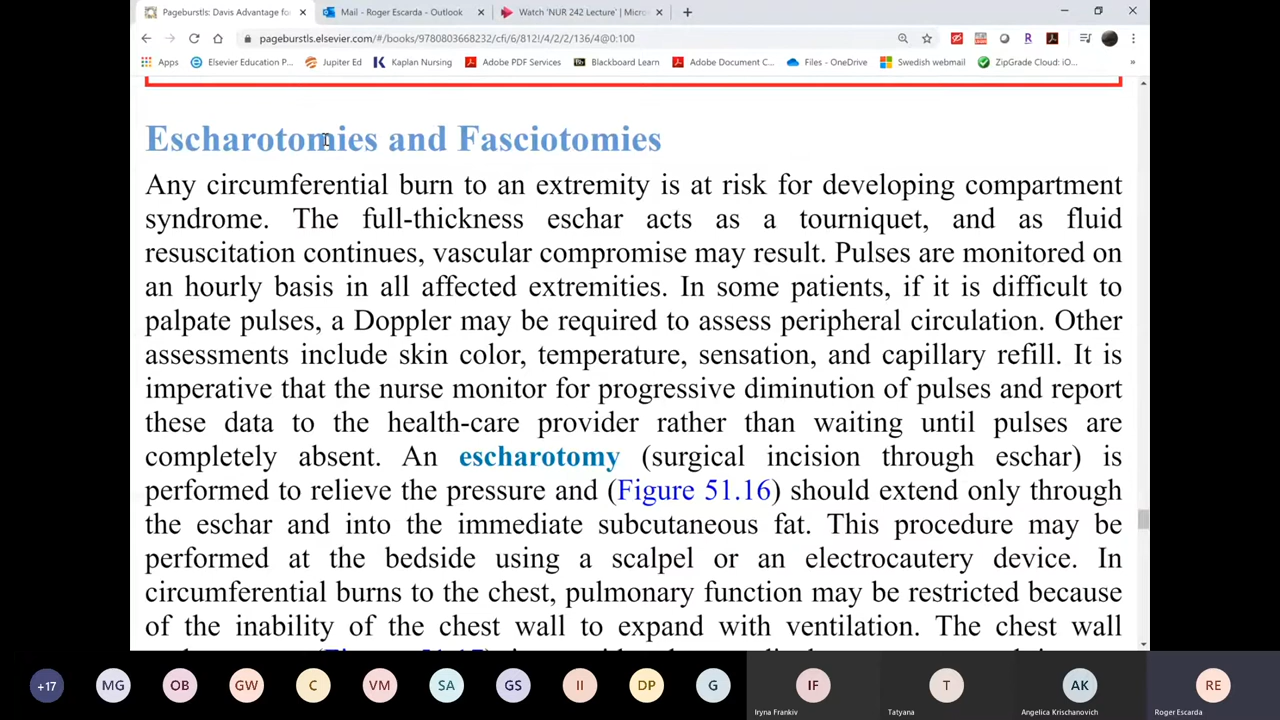 Pageburstls: Davis Advantage for
Mail - Roger Escarda - Outlook
Watch 'NUR 242 Lecture' | Micro
pageburstls.elsevier.com/#/books/9780803668232/cfi/6/812!/4/2/2/136/4@0:100
Apps
Elsevier Education P...
Jupiter Ed
Kaplan Nursing
Adobe PDF Services
Blackboard Learn
Adobe Document C...
Files - OneDrive
Swedish webmail
ZipGrade Cloud: iO...
Escharotomies and Fasciotomies
Any circumferential burn to an extremity is at risk for developing compartment
syndrome. The full-thickness eschar acts as a tourniquet, and as fluid
resuscitation continues, vascular compromise may result. Pulses are monitored on
an hourly basis in all affected extremities. In some patients, if it is difficult to
palpate pulses, a Doppler may be required to assess peripheral circulation. Other
assessments include skin color, temperature, sensation, and capillary refill. It is
imperative that the nurse monitor for progressive diminution of pulses and report
these data to the health-care provider rather than waiting until pulses are
completely absent. An escharotomy (surgical incision through eschar) is
performed to relieve the pressure and (Figure 51.16) should extend only through
the eschar and into the immediate subcutaneous fat. This procedure may be
performed at the bedside using a scalpel or an electrocautery device. In
circumferential burns to the chest, pulmonary function may be restricted because
of the inability of the chest wall to expand with ventilation. The chest wall
+17
MG
OB
GW
C
VM
SA
GS
II
DP
G
IF
Iryna Frankiv
T
Tatyana
AK
Angelica Krischanovich
RE
Roger Escarda